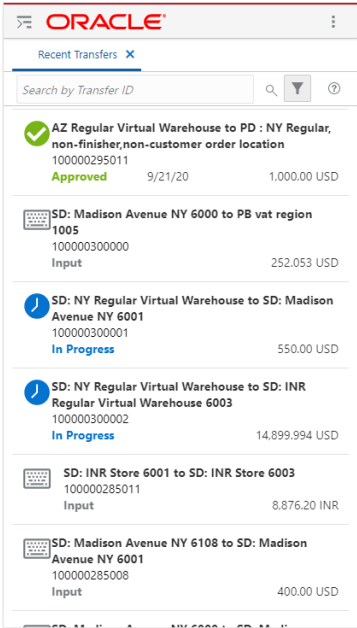 ORACLE
Recent Transfers
Search by Transfer ID
AZ Regular Virtual Warehouse to PD : NY Regular,
non-finisher,non-customer order location
100000295011
Approved 9/21/20 1,000.00 USD
SD: Madison Avenue NY 6000 to PB vat region
1005
100000300000
Input 252.053 USD
SD: NY Regular Virtual Warehouse to SD: Madison
Avenue NY 6001
100000300001
In Progress 550.00 USD
SD: NY Regular Virtual Warehouse to SD: INR
Regular Virtual Warehouse 6003
100000300002
In Progress 14,899.994 USD
SD: INR Store 6001 to SD: INR Store 6003
100000285011
Input 8,876.20 INR
SD: Madison Avenue NY 6108 to SD: Madison
Avenue NY 6001
100000285008
Input 400.00 USD